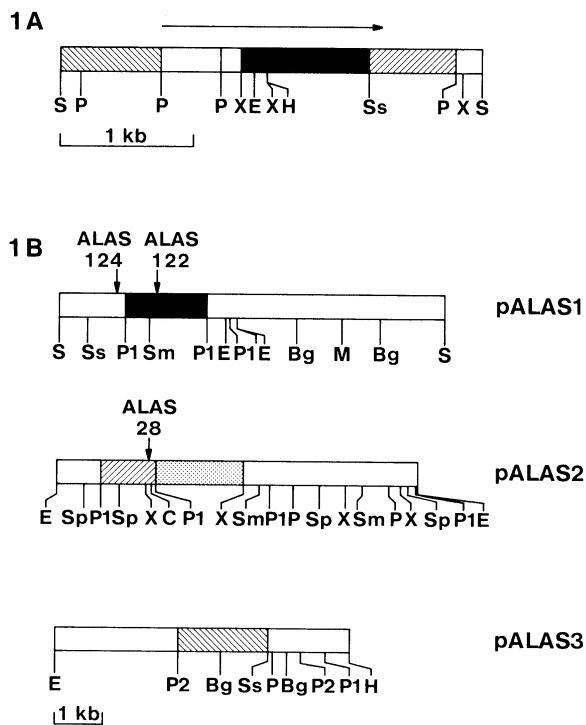 1A
S P P P X E X H Ss P X S
1 kb
1B
ALAS 124
ALAS 122
pALAS1
S Ss P1 Sm P1 E P1 E Bg M Bg S
ALAS 28
pALAS2
E Sp P1 Sp X C P1 X Sm P1 P Sp X Sm P X Sp P1 E
pALAS3
E P2 Bg Ss P Bg P2 P1 H
1 kb